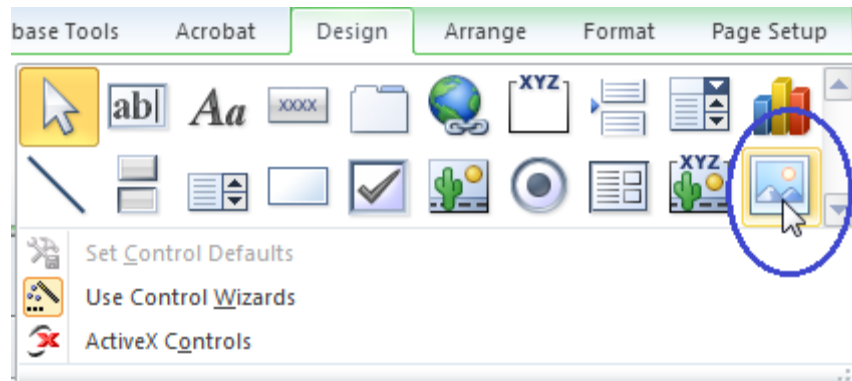 base Tools Acrobat Design Arrange Format Page Setup
ab Aa XXXX XYZ
XYZ
Set Control Defaults
Use Control Wizards
ActiveX Controls